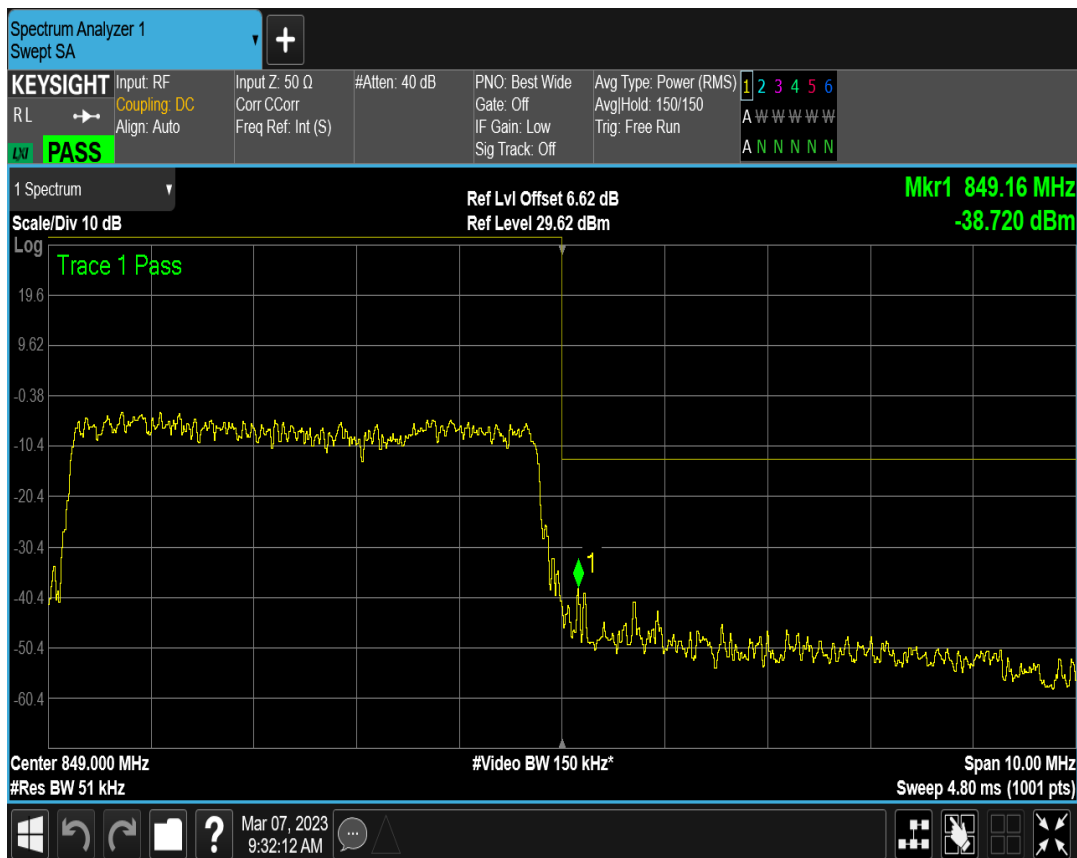 Spectrum Analyzer 1
Swept SA
+
KEYSIGHT
R L
LXI PASS
Input: RF
Coupling: DC
Align: Auto
Input Z: 50 Ω
Corr CCorr
Freq Ref: Int (S)
#Atten: 40 dB
PNO: Best Wide
Gate: Off
IF Gain: Low
Sig Track: Off
Avg Type: Power (RMS)
Avg|Hold: 150/150
Trig: Free Run
1 2 3 4 5 6
A W W W W W
A N N N N N
1 Spectrum
Scale/Div 10 dB
Ref Lvl Offset 6.62 dB
Ref Level 29.62 dBm
Mkr1 849.16 MHz
-38.720 dBm
Log
Trace 1 Pass
19.6
9.62
-0.38
-10.4
-20.4
-30.4
-40.4
-50.4
-60.4
1
Center 849.000 MHz
#Res BW 51 kHz
#Video BW 150 kHz*
Span 10.00 MHz
Sweep 4.80 ms (1001 pts)
?
Mar 07, 2023
9:32:12 AM